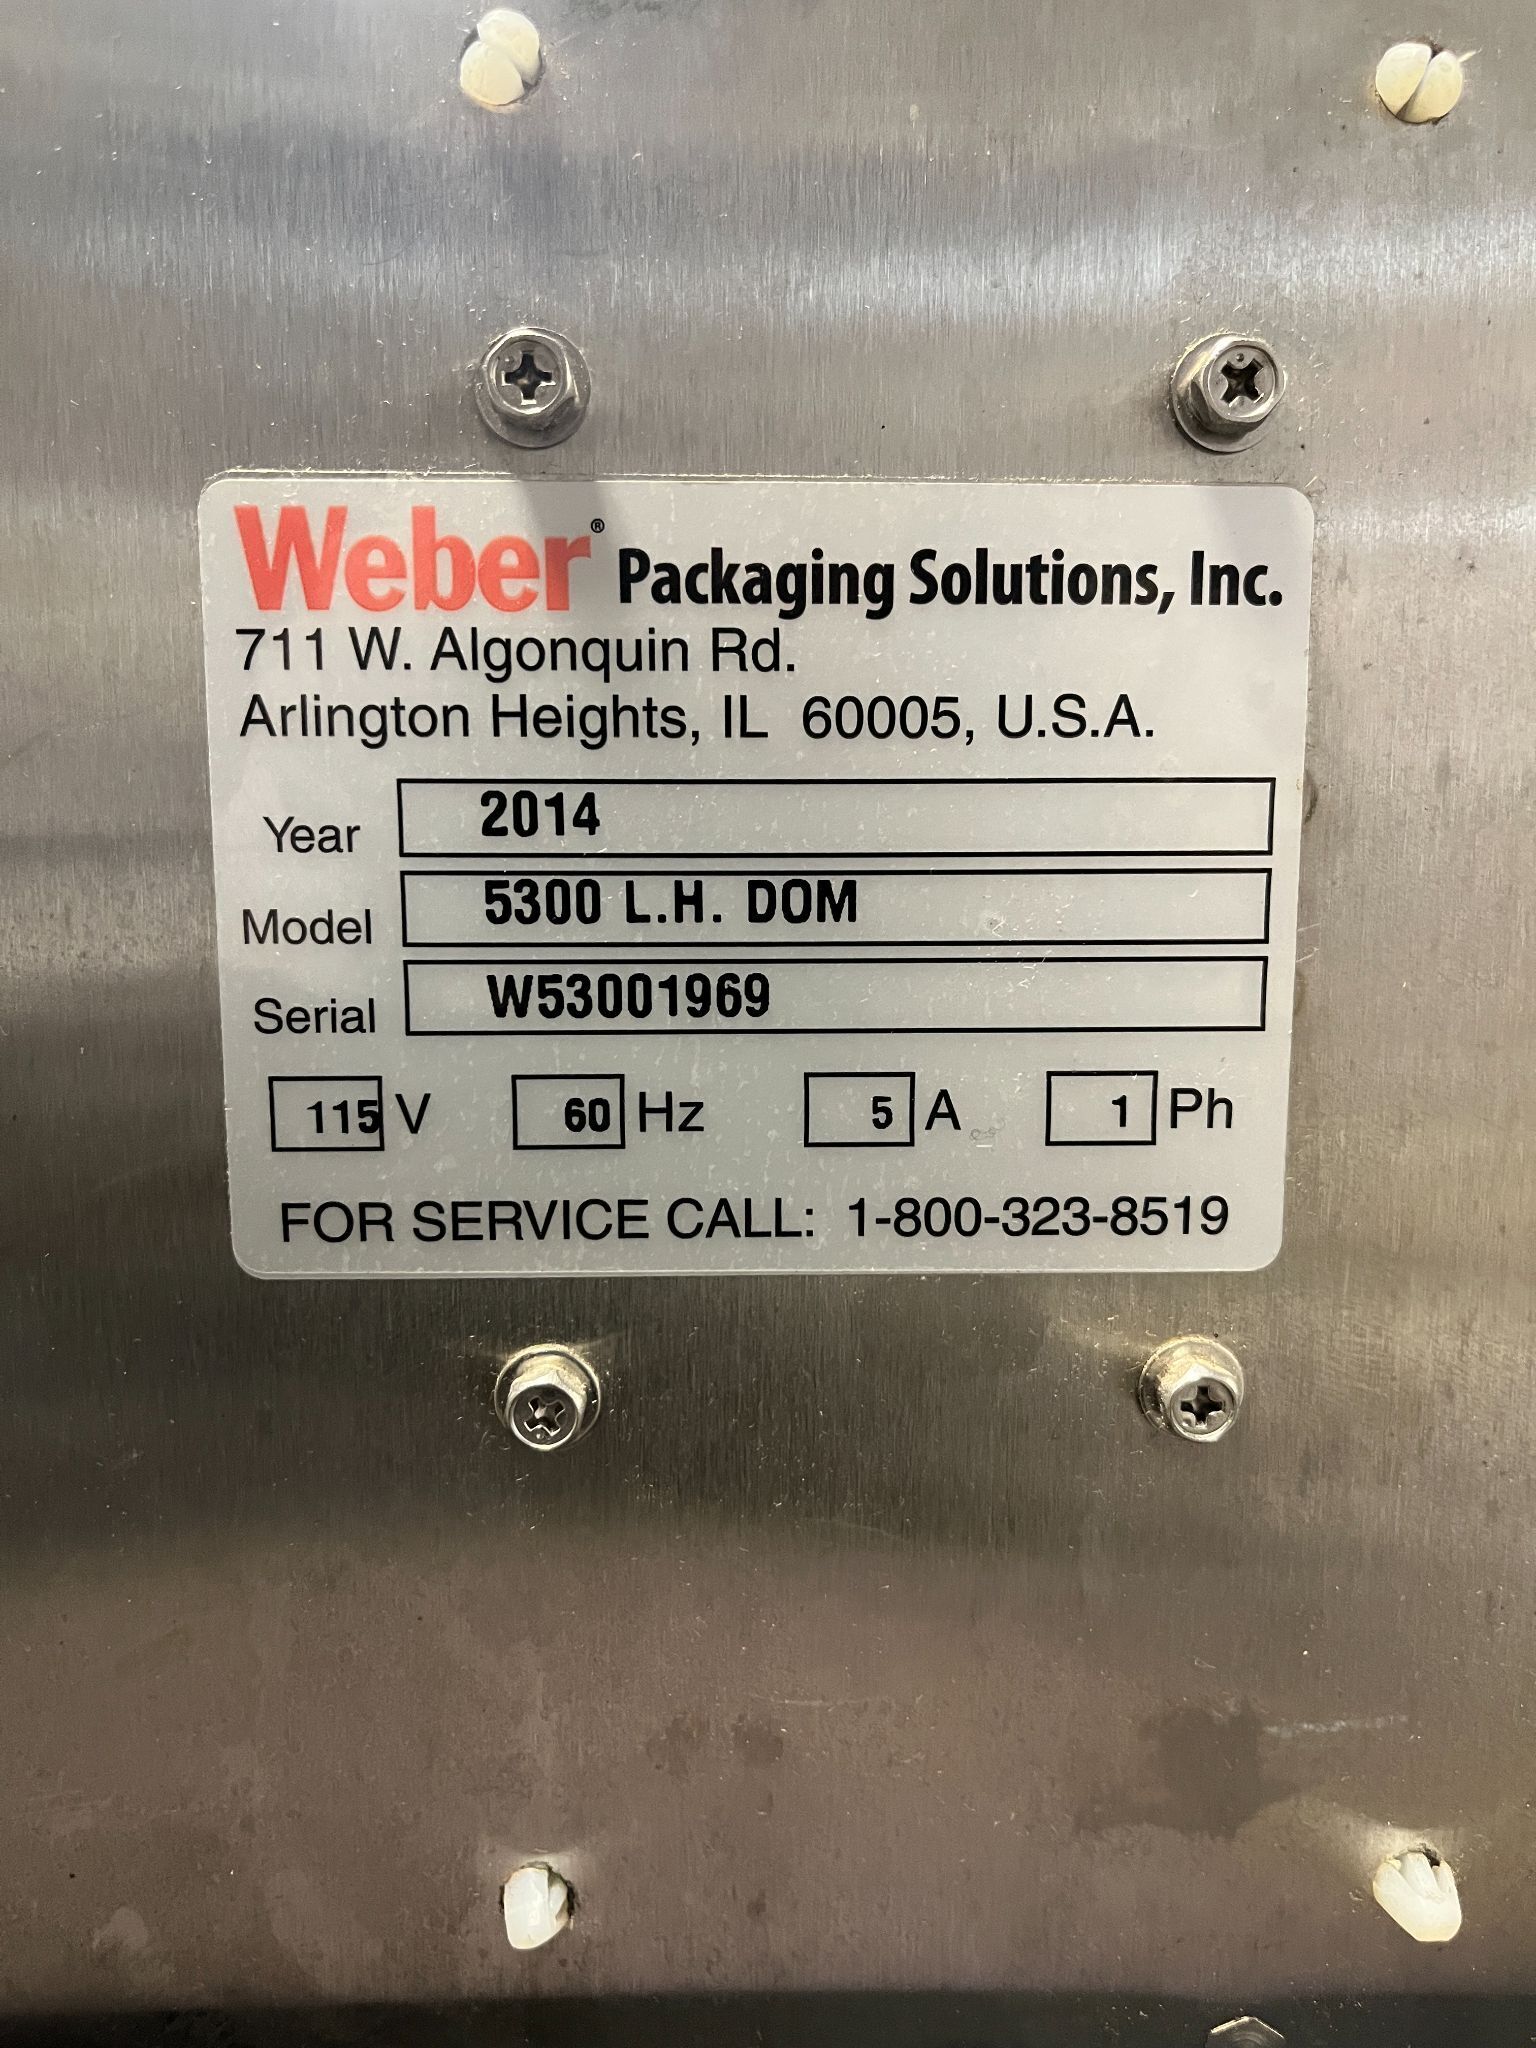 Weber® Packaging Solutions, Inc.
711 W. Algonquin Rd.
Arlington Heights, IL 60005, U.S.A.
Year 2014
Model 5300 L.H. DOM
Serial W53001969
115 V 60 Hz 5 A 1 Ph
FOR SERVICE CALL: 1-800-323-8519